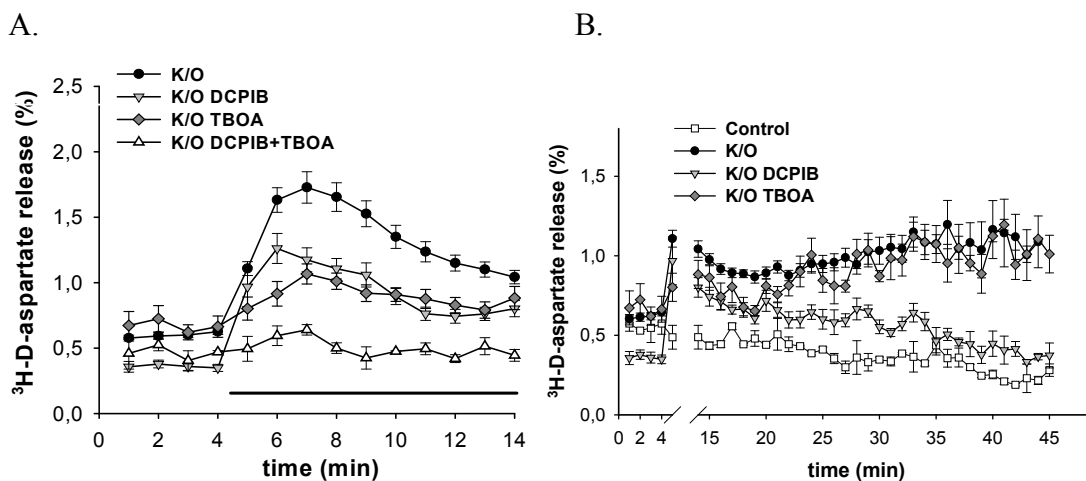 A.
K/O
K/O DCPIB
K/O TBOA
K/O DCPIB+TBOA
2,5
2,0
1,5
1,0
0,5
0,0
³H-D-aspartate release (%)
0 2 4 6 8 10 12 14
time (min)
B.
Control
K/O
K/O DCPIB
K/O TBOA
1,5
1,0
0,5
0,0
³H-D-aspartate release (%)
0 2 4 15 20 25 30 35 40 45
time (min)